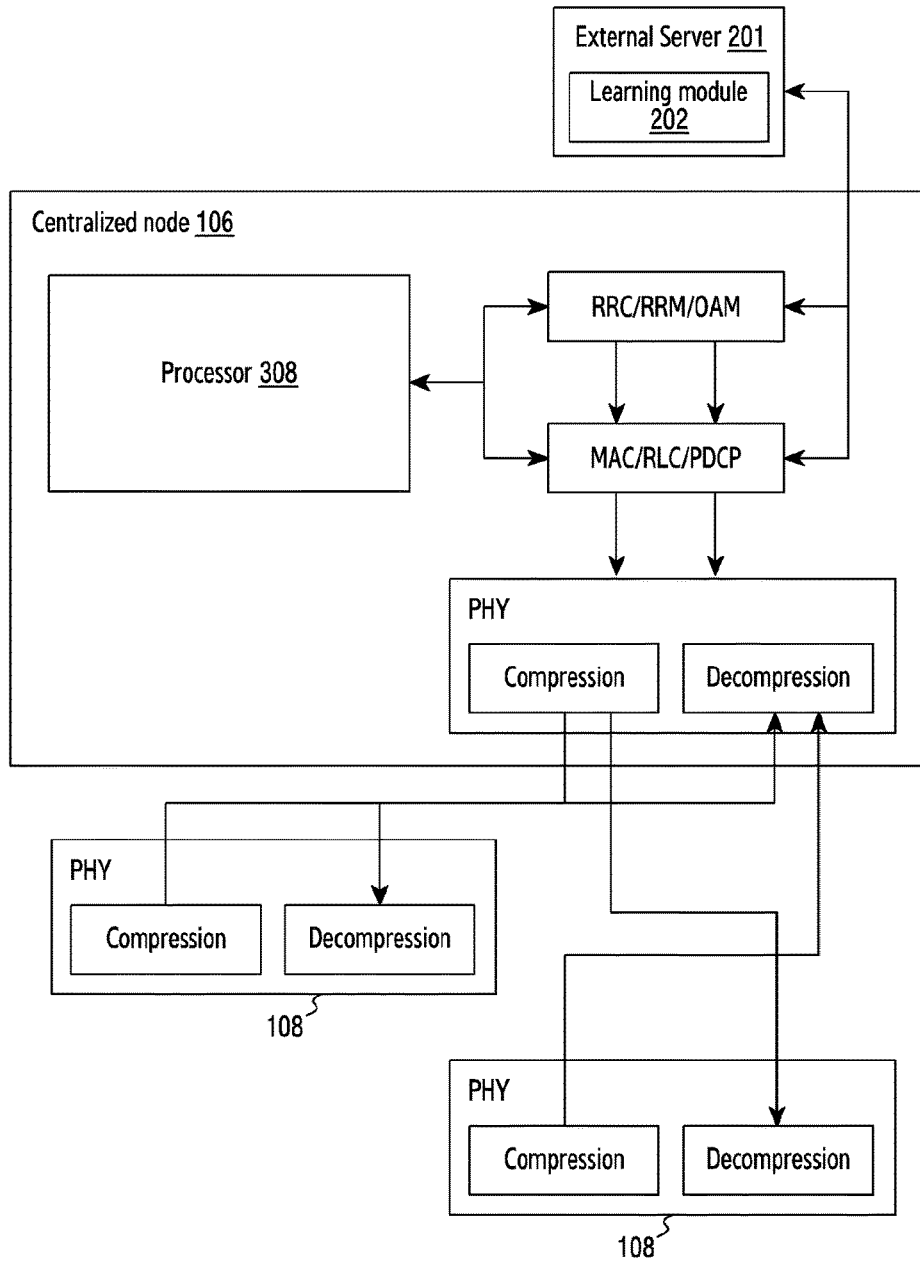 External Server 201
Learning module
202
Centralized node 106
Processor 308
RRC/RRM/OAM
MAC/RLC/PDCP
PHY
Compression
Decompression
PHY
Compression
Decompression
108
PHY
Compression
Decompression
108